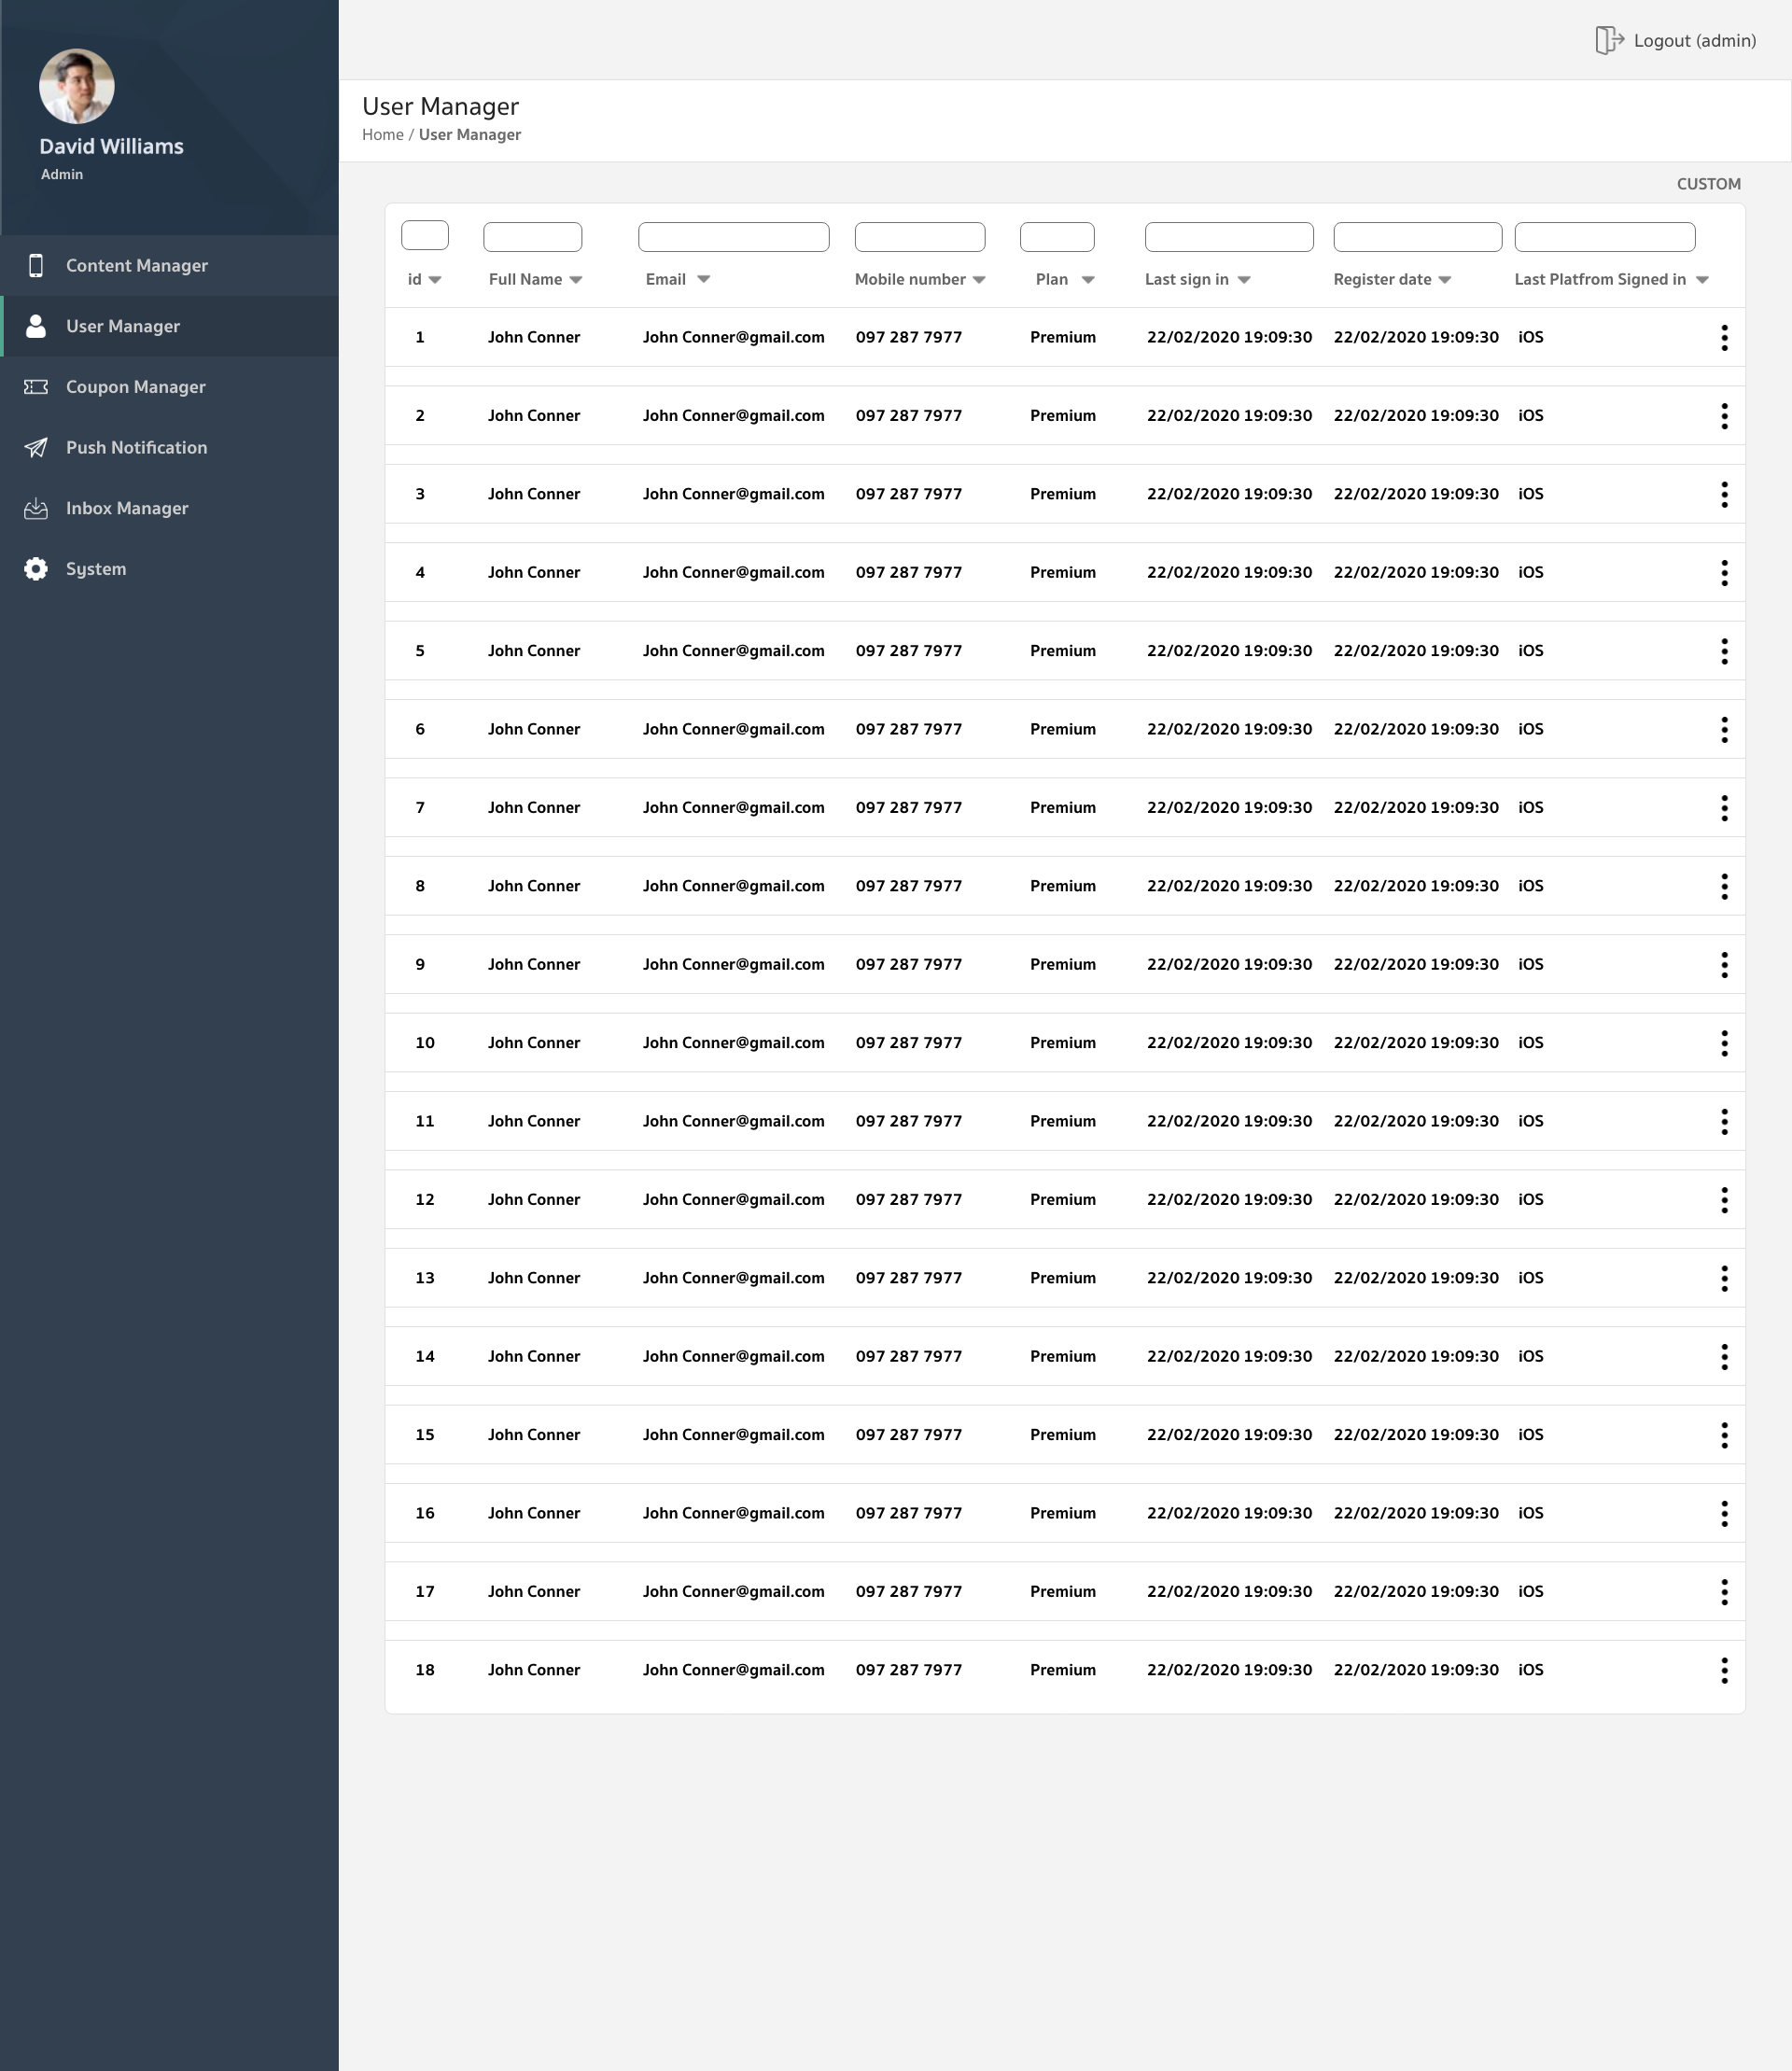 Logout (admin)
David Williams
Admin
Content Manager
User Manager
Coupon Manager
Push Notification
Inbox Manager
System
User Manager
Home / User Manager
CUSTOM
id Full Name Email Mobile number Plan Last sign in Register date Last Platfrom Signed in
1 John Conner John Conner@gmail.com 097 287 7977 Premium 22/02/2020 19:09:30 22/02/2020 19:09:30 iOS
2 John Conner John Conner@gmail.com 097 287 7977 Premium 22/02/2020 19:09:30 22/02/2020 19:09:30 iOS
3 John Conner John Conner@gmail.com 097 287 7977 Premium 22/02/2020 19:09:30 22/02/2020 19:09:30 iOS
4 John Conner John Conner@gmail.com 097 287 7977 Premium 22/02/2020 19:09:30 22/02/2020 19:09:30 iOS
5 John Conner John Conner@gmail.com 097 287 7977 Premium 22/02/2020 19:09:30 22/02/2020 19:09:30 iOS
6 John Conner John Conner@gmail.com 097 287 7977 Premium 22/02/2020 19:09:30 22/02/2020 19:09:30 iOS
7 John Conner John Conner@gmail.com 097 287 7977 Premium 22/02/2020 19:09:30 22/02/2020 19:09:30 iOS
8 John Conner John Conner@gmail.com 097 287 7977 Premium 22/02/2020 19:09:30 22/02/2020 19:09:30 iOS
9 John Conner John Conner@gmail.com 097 287 7977 Premium 22/02/2020 19:09:30 22/02/2020 19:09:30 iOS
10 John Conner John Conner@gmail.com 097 287 7977 Premium 22/02/2020 19:09:30 22/02/2020 19:09:30 iOS
11 John Conner John Conner@gmail.com 097 287 7977 Premium 22/02/2020 19:09:30 22/02/2020 19:09:30 iOS
12 John Conner John Conner@gmail.com 097 287 7977 Premium 22/02/2020 19:09:30 22/02/2020 19:09:30 iOS
13 John Conner John Conner@gmail.com 097 287 7977 Premium 22/02/2020 19:09:30 22/02/2020 19:09:30 iOS
14 John Conner John Conner@gmail.com 097 287 7977 Premium 22/02/2020 19:09:30 22/02/2020 19:09:30 iOS
15 John Conner John Conner@gmail.com 097 287 7977 Premium 22/02/2020 19:09:30 22/02/2020 19:09:30 iOS
16 John Conner John Conner@gmail.com 097 287 7977 Premium 22/02/2020 19:09:30 22/02/2020 19:09:30 iOS
17 John Conner John Conner@gmail.com 097 287 7977 Premium 22/02/2020 19:09:30 22/02/2020 19:09:30 iOS
18 John Conner John Conner@gmail.com 097 287 7977 Premium 22/02/2020 19:09:30 22/02/2020 19:09:30 iOS